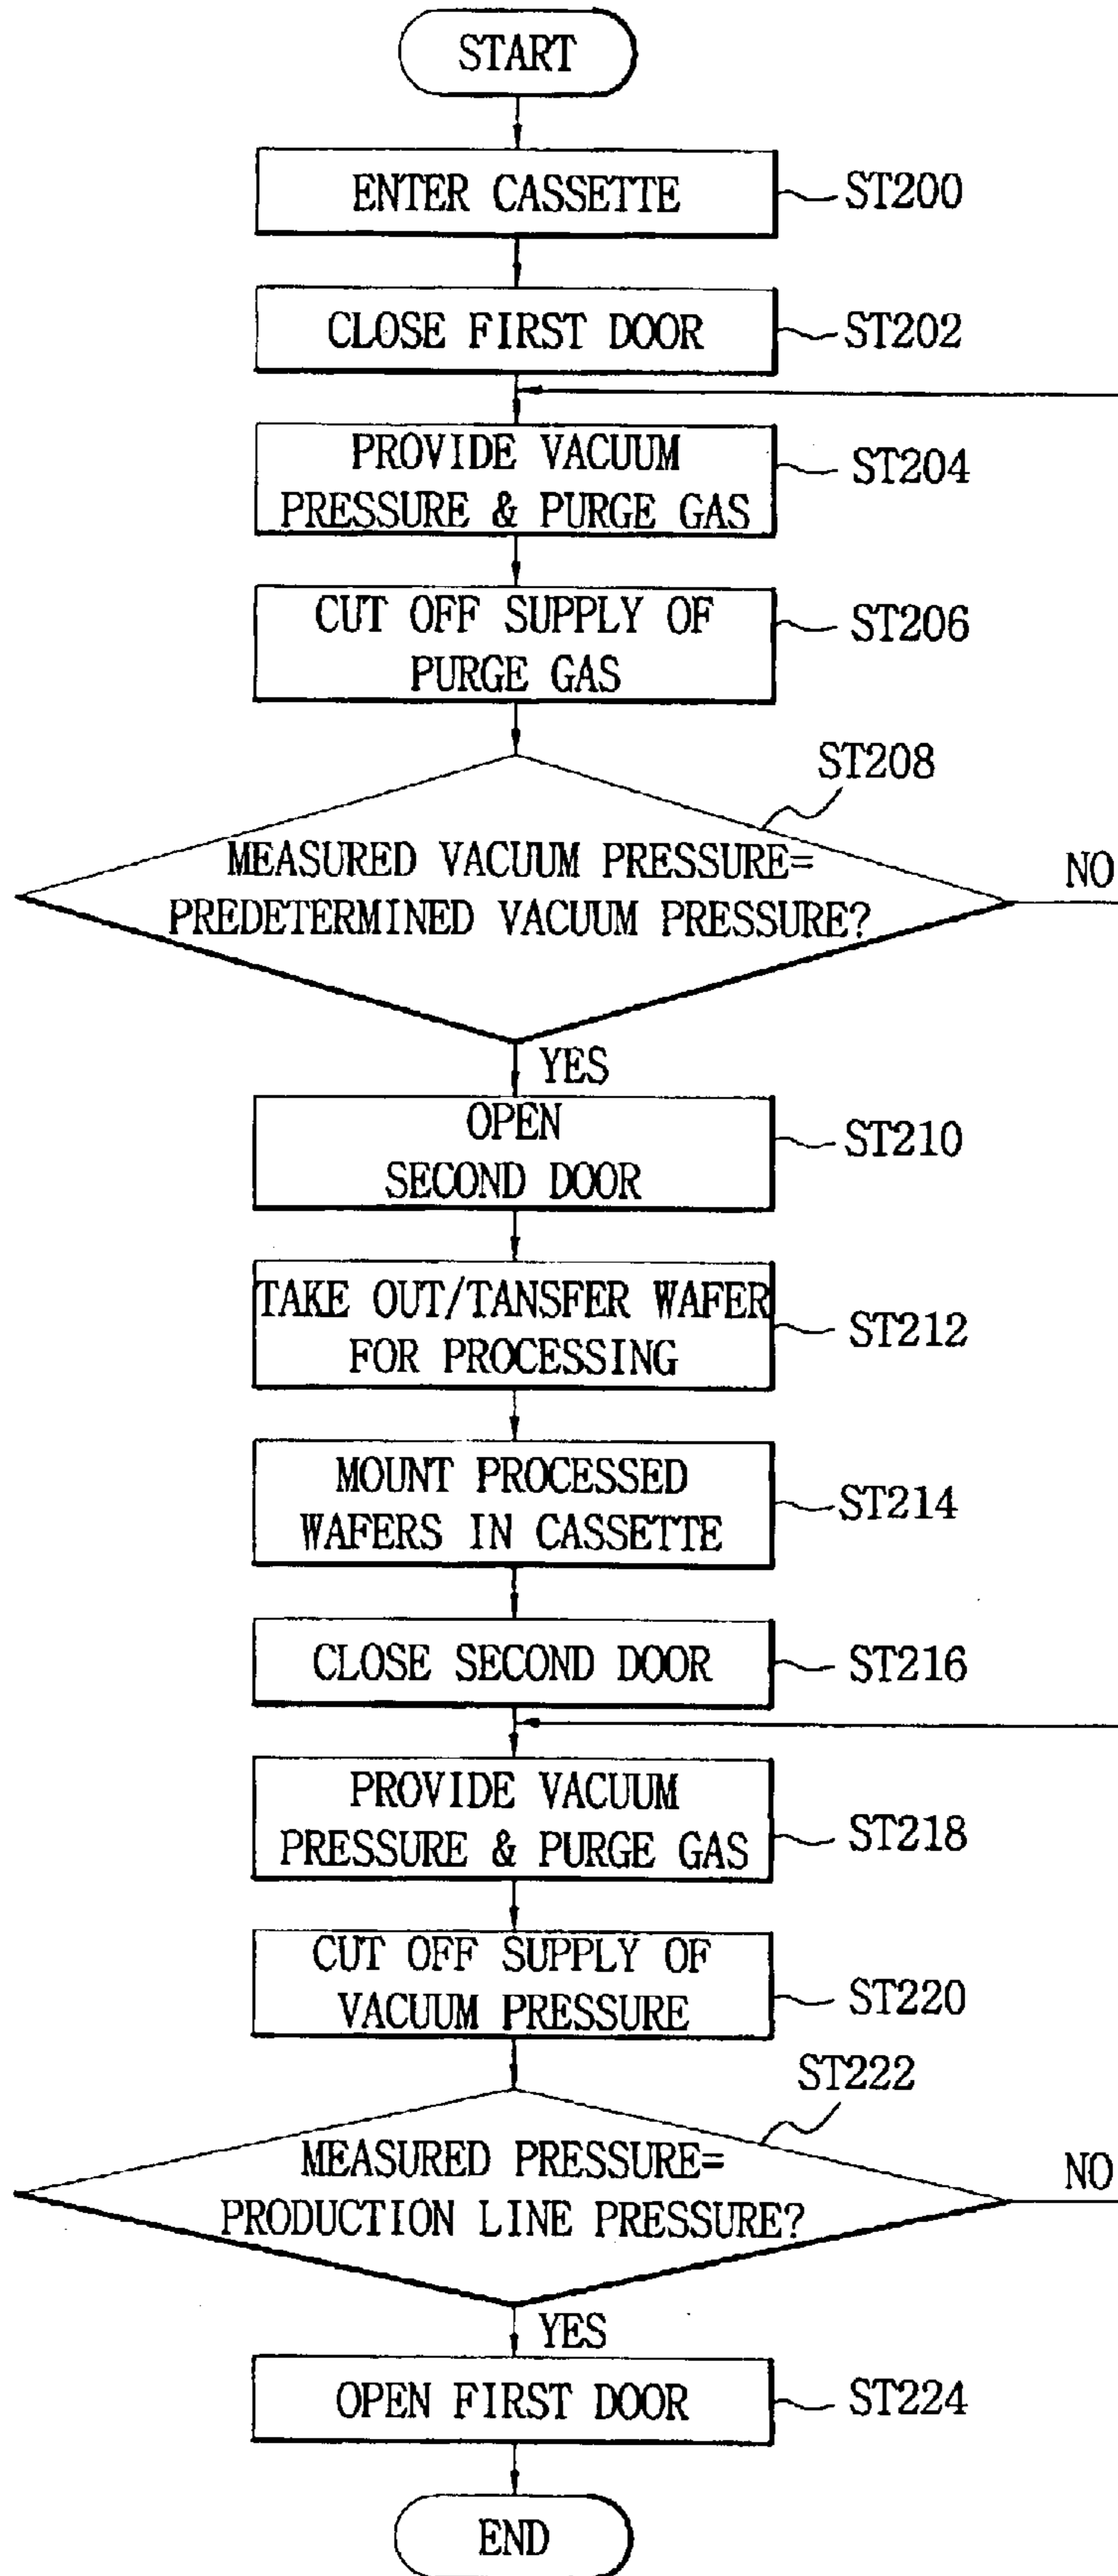 START
ENTER CASSETTE
ST200
CLOSE FIRST DOOR
ST202
PROVIDE VACUUM
PRESSURE & PURGE GAS
ST204
CUT OFF SUPPLY OF
PURGE GAS
ST206
ST208
MEASURED VACUUM PRESSURE=
PREDETERMINED VACUUM PRESSURE?
NO
YES
OPEN
SECOND DOOR
ST210
TAKE OUT/TANSFER WAFER
FOR PROCESSING
ST212
MOUNT PROCESSED
WAFERS IN CASSETTE
ST214
CLOSE SECOND DOOR
ST216
PROVIDE VACUUM
PRESSURE & PURGE GAS
ST218
CUT OFF SUPPLY OF
VACUUM PRESSURE
ST220
ST222
MEASURED PRESSURE=
PRODUCTION LINE PRESSURE?
NO
YES
OPEN FIRST DOOR
ST224
END